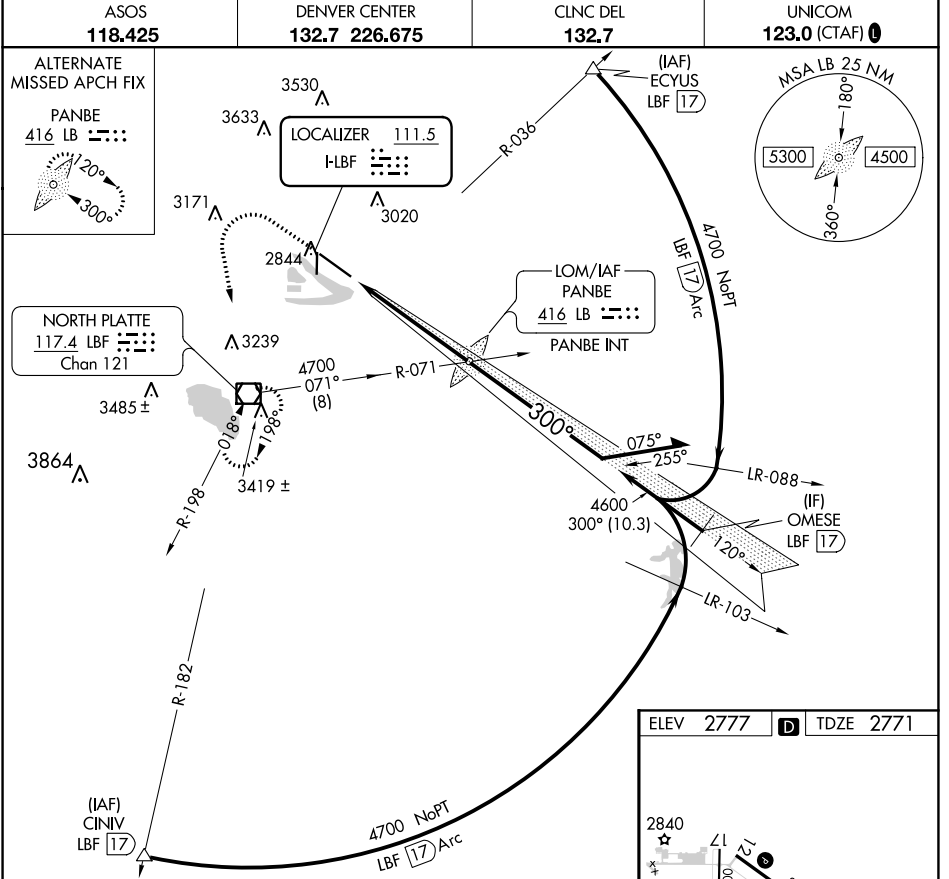 ASOS
118.425
DENVER CENTER
132.7 226.675
CLNC DEL
132.7
UNICOM
123.0 (CTAF) L
ALTERNATE
MISSED APCH FIX
PANBE
416 LB
120°
300°
3530
3633
LOCALIZER 111.5
I-LBF
3020
3171
2844
(IAF)
ECYUS
LBF 17
R-036
MSA LB 25 NM
180°
5300
4500
360°
4700 NoPT
LBF 17 Arc
LOM/IAF
PANBE
416 LB
PANBE INT
NORTH PLATTE
117.4 LBF
Chan 121
3239
4700
071°
(8)
R-071
3485 ±
3864
018°
198°
3419 ±
R-198
300°
075°
255°
LR-088
4600
300° (10.3)
(IF)
OMESE
LBF 17
120°
LR-103
R-182
(IAF)
CINIV
LBF 17
4700 NoPT
LBF 17 Arc
ELEV 2777 D TDZE 2771
2840
17
12
P